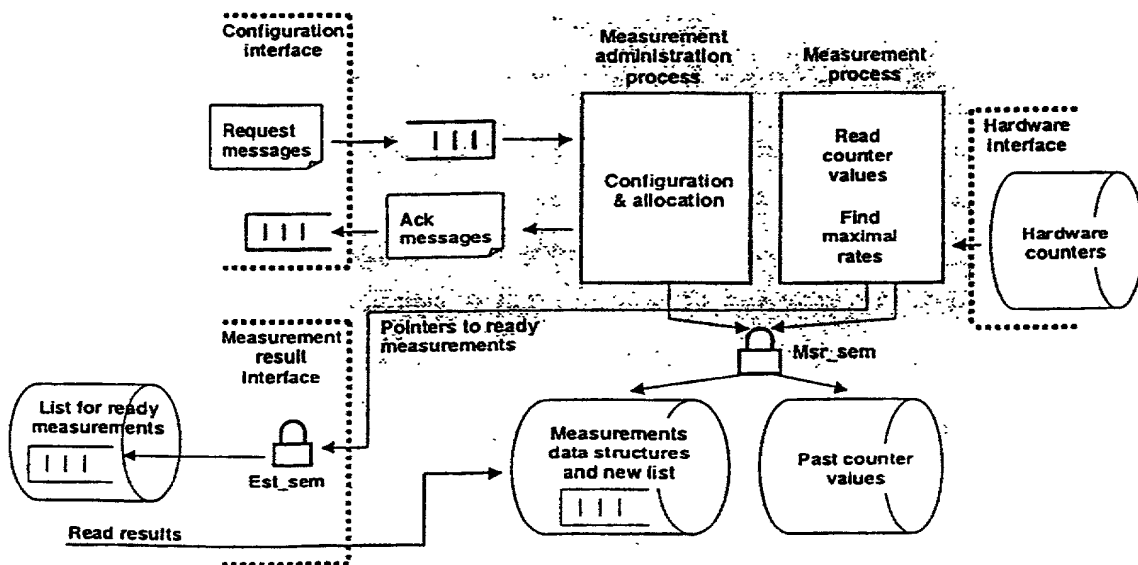 Configuration
interface
Measurement
administration
process
Measurement
process
Request
messages
Read
counter
values
Hardware
interface
Configuration
& allocation
Ack
messages
Find
maximal
rates
Hardware
counters
Pointers to ready
measurements
Measurement
result
interface
Msr_sem
List for ready
measurements
Measurements
data structures
and new list
Past counter
values
Est_sem
Read results